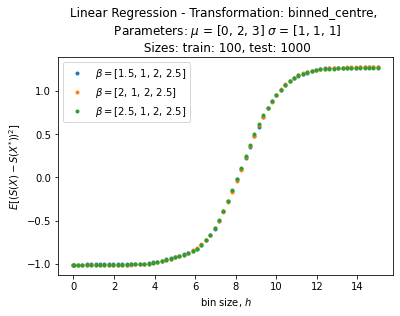 Linear Regression - Transformation: binned_centre,
Parameters: μ = [0, 2, 3] σ = [1, 1, 1]
Sizes: train: 100, test: 1000
β = [1.5, 1, 2, 2.5]
β = [2, 1, 2, 2.5]
β = [2.5, 1, 2, 2.5]
E[(S(X) − S(X*))²]
1.0
0.5
0.0
−0.5
−1.0
0 2 4 6 8 10 12 14
bin size, h